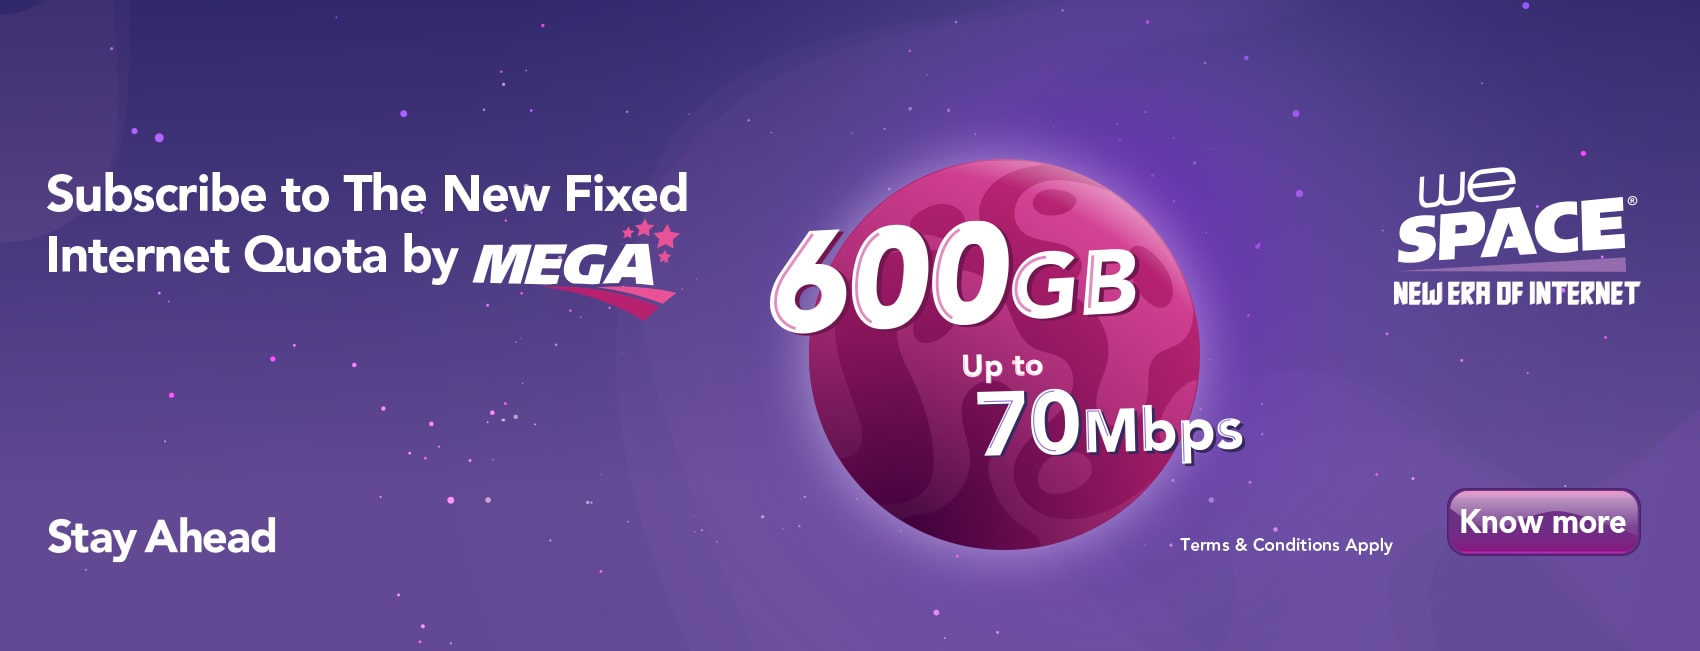 Subscribe to The New Fixed
Internet Quota by MEGA
600GB
Up to
70Mbps
we
SPACE®
NEW ERA OF INTERNET
Stay Ahead
Terms & Conditions Apply
Know more